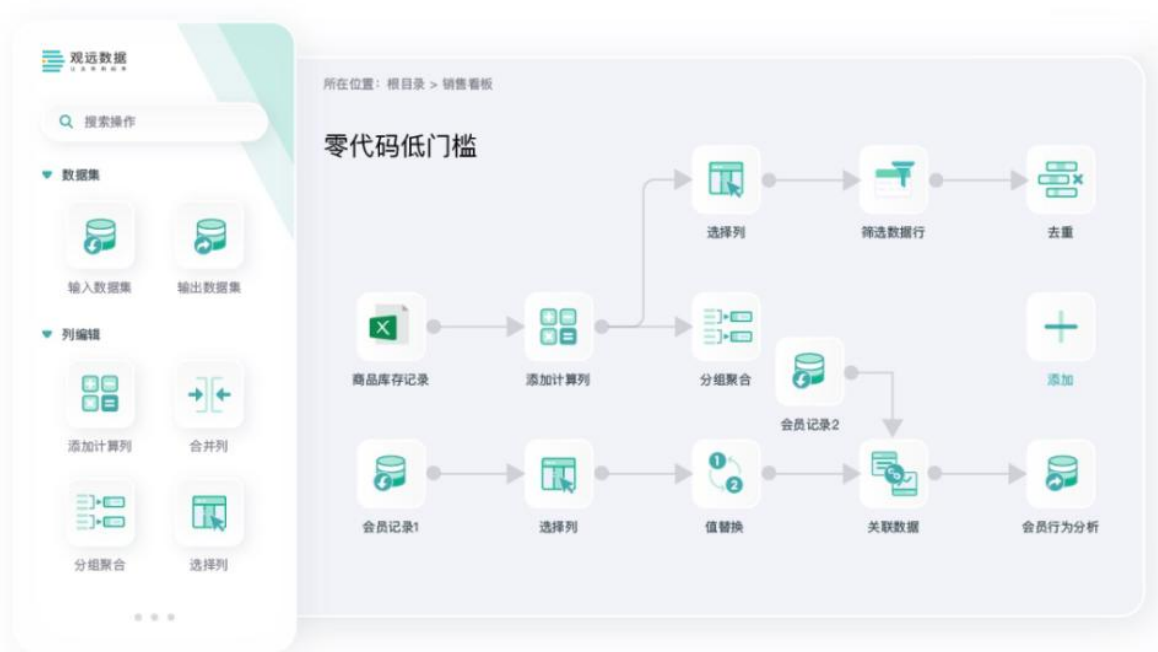 观远数据
搜索操作
数据集
输入数据集
输出数据集
列编辑
添加计算列
合并列
分组聚合
选择列
所在位置：根目录 > 销售看板
零代码低门槛
选择列
筛选数据行
去重
商品库存记录
添加计算列
分组聚合
会员记录2
添加
会员记录1
选择列
值替换
关联数据
会员行为分析
1
2